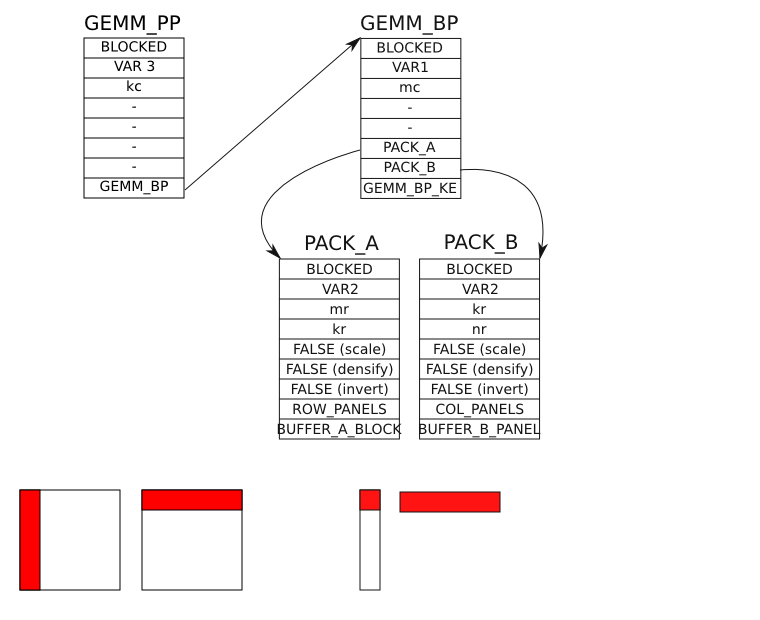 GEMM_PP
BLOCKED
VAR 3
kc
-
-
-
-
GEMM_BP
GEMM_BP
BLOCKED
VAR1
mc
-
-
PACK_A
PACK_B
GEMM_BP_KE
PACK_A
BLOCKED
VAR2
mr
kr
FALSE (scale)
FALSE (densify)
FALSE (invert)
ROW_PANELS
BUFFER_A_BLOCK
PACK_B
BLOCKED
VAR2
kr
nr
FALSE (scale)
FALSE (densify)
FALSE (invert)
COL_PANELS
BUFFER_B_PANEL